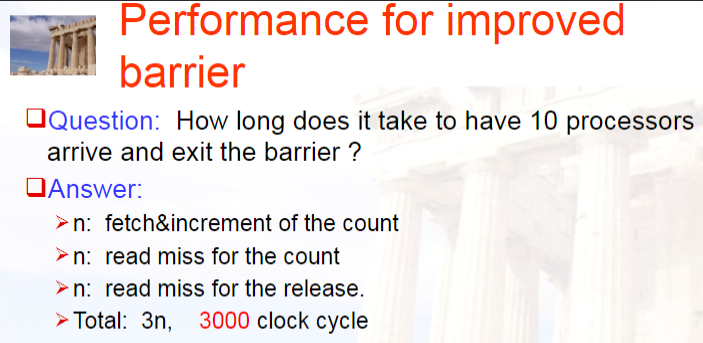 Performance for improved
barrier
Question: How long does it take to have 10 processors
arrive and exit the barrier ?
Answer:
n: fetch&increment of the count
n: read miss for the count
n: read miss for the release.
Total: 3n, 3000 clock cycle